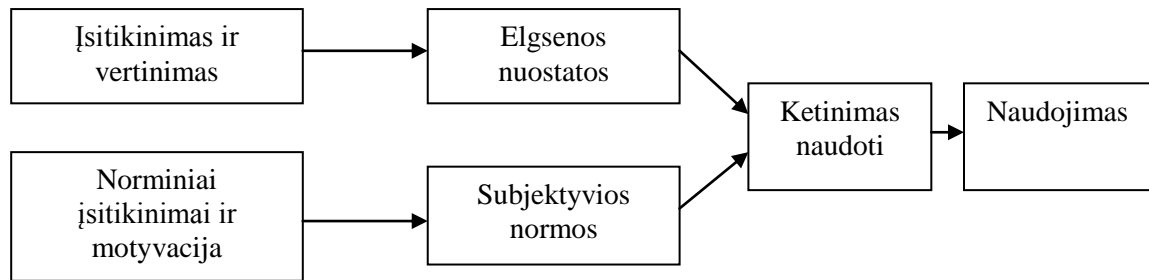 Įsitikinimas ir
vertinimas
Elgsenos
nuostatos
Ketinimas
naudoti
Naudojimas
Norminiai
įsitikinimai ir
motyvacija
Subjektyvios
normos